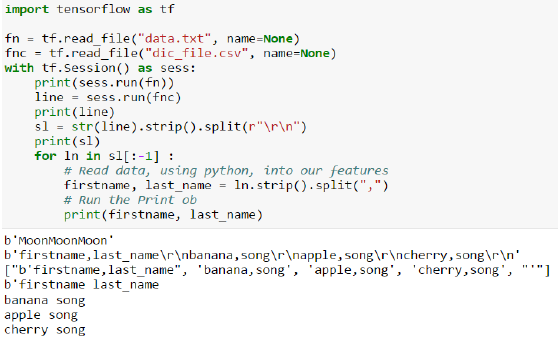 import tensorflow as tf
fn = tf.read_file("data.txt", name=None)
fnc = tf.read_file("dic_file.csv", name=None)
with tf.Session() as sess:
print(sess.run(fn))
line = sess.run(fnc)
print(line)
sl = str(line).strip().split(r"\r\n")
print(sl)
for ln in sl[:-1] :
# Read data, using python, into our features
firstname, last_name = ln.strip().split(",")
# Run the Print ob
print(firstname, last_name)
b'MoonMoonMoon'
b'firstname,last_name\r\nbanana,song\r\napple,song\r\ncherry,song\r\n'
["b'firstname,last_name", 'banana,song', 'apple,song', 'cherry,song', "'"]
b'firstname last_name
banana song
apple song
cherry song